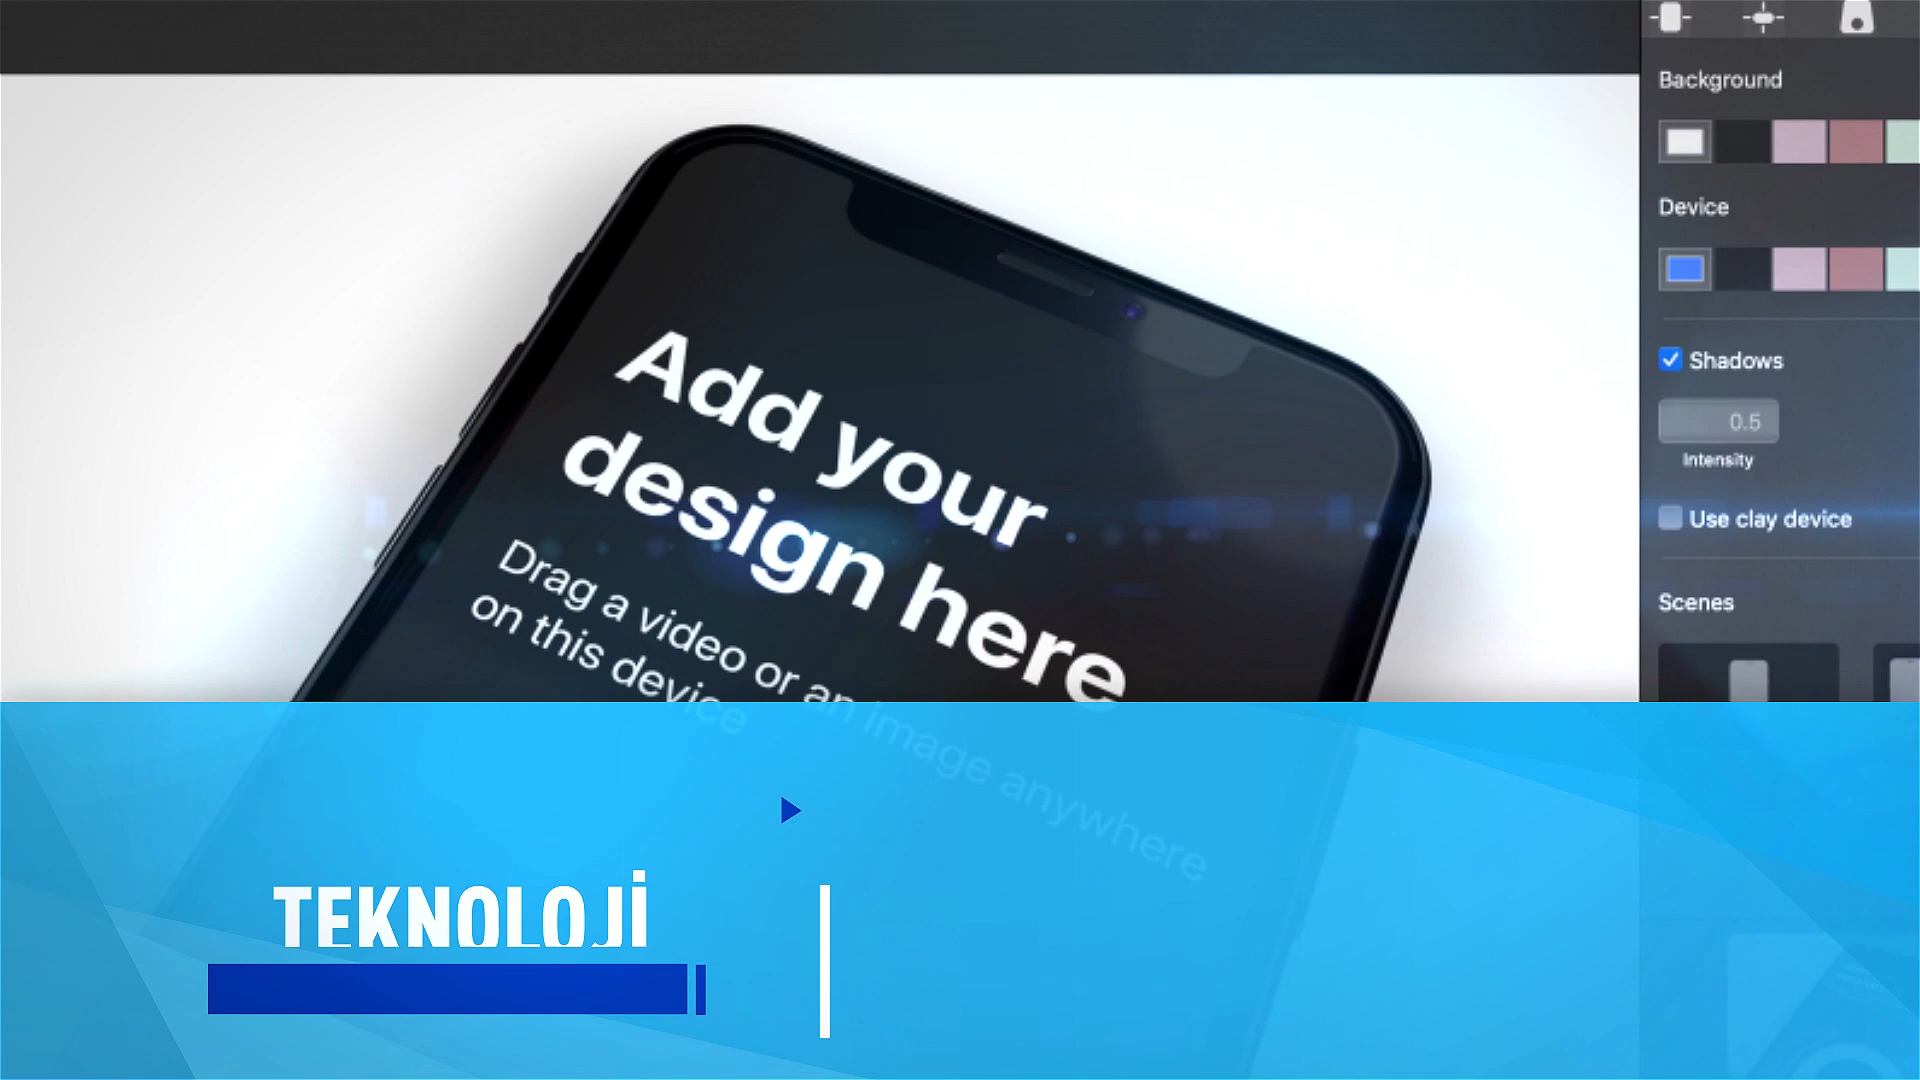 Background
Device
Shadows
0.5
Intensity
Use clay device
Scenes
Add your
design here
Drag a video or an image anywhere
on this device
TEKNOLOJİ